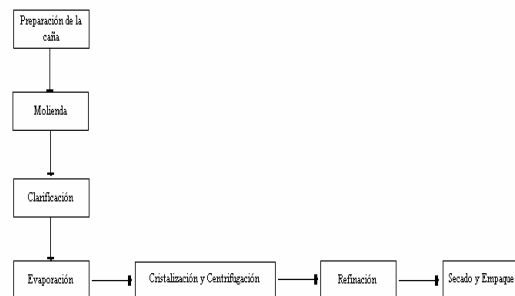 Preparación de la
caña
Molienda
Clarificación
Evaporación
Cristalización y Centrifugación
Refinación
Secado y Empaque